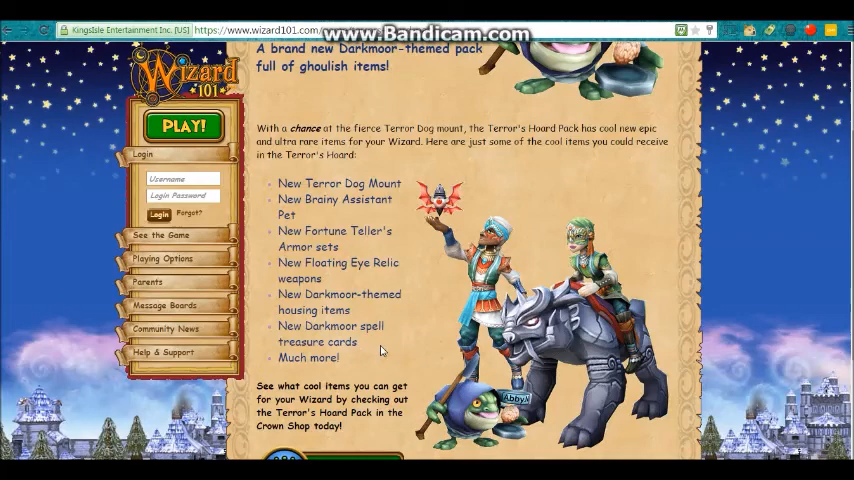 KingsIsle Entertainment Inc. [US]
https://www.wizard101.com
www.Bandicam.com
Wizard
101
PLAY!
Login
Username
Login Password
Login Forgot?
See the Game
Playing Options
Parents
Message Boards
Community News
Help & Support
A brand new Darkmoor-themed pack
full of ghoulish items!
With a chance at the fierce Terror Dog mount, the Terror's Hoard Pack has cool new epic
and ultra rare items for your Wizard. Here are just some of the cool items you could receive
in the Terror's Hoard:
New Terror Dog Mount
New Brainy Assistant
Pet
New Fortune Teller's
Armor sets
New Floating Eye Relic
weapons
New Darkmoor-themed
housing items
New Darkmoor spell
treasure cards
Much more!
See what cool items you can get
for your Wizard by checking out
the Terror's Hoard Pack in the
Crown Shop today!